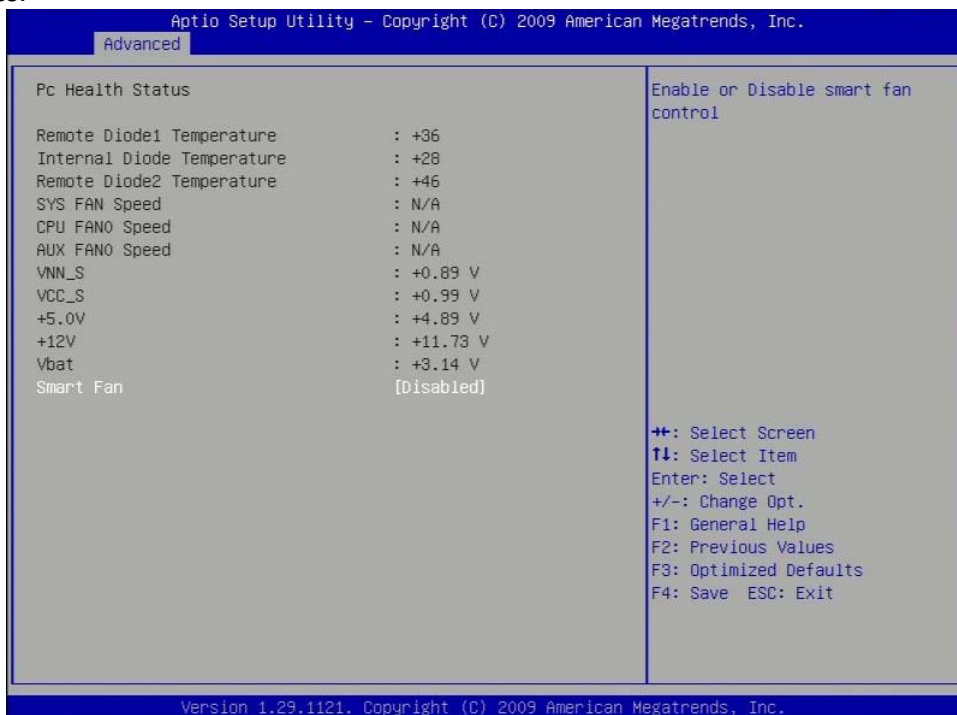 Aptio Setup Utility – Copyright (C) 2009 American Megatrends, Inc.
Advanced
Pc Health Status
Remote Diode1 Temperature : +36
Internal Diode Temperature : +28
Remote Diode2 Temperature : +46
SYS FAN Speed : N/A
CPU FAN0 Speed : N/A
AUX FAN0 Speed : N/A
VNN_S : +0.89 V
VCC_S : +0.99 V
+5.0V : +4.89 V
+12V : +11.73 V
Vbat : +3.14 V
Smart Fan [Disabled]
Enable or Disable smart fan
control
→←: Select Screen
↑↓: Select Item
Enter: Select
+/-: Change Opt.
F1: General Help
F2: Previous Values
F3: Optimized Defaults
F4: Save ESC: Exit
Version 1.29.1121. Copyright (C) 2009 American Megatrends, Inc.